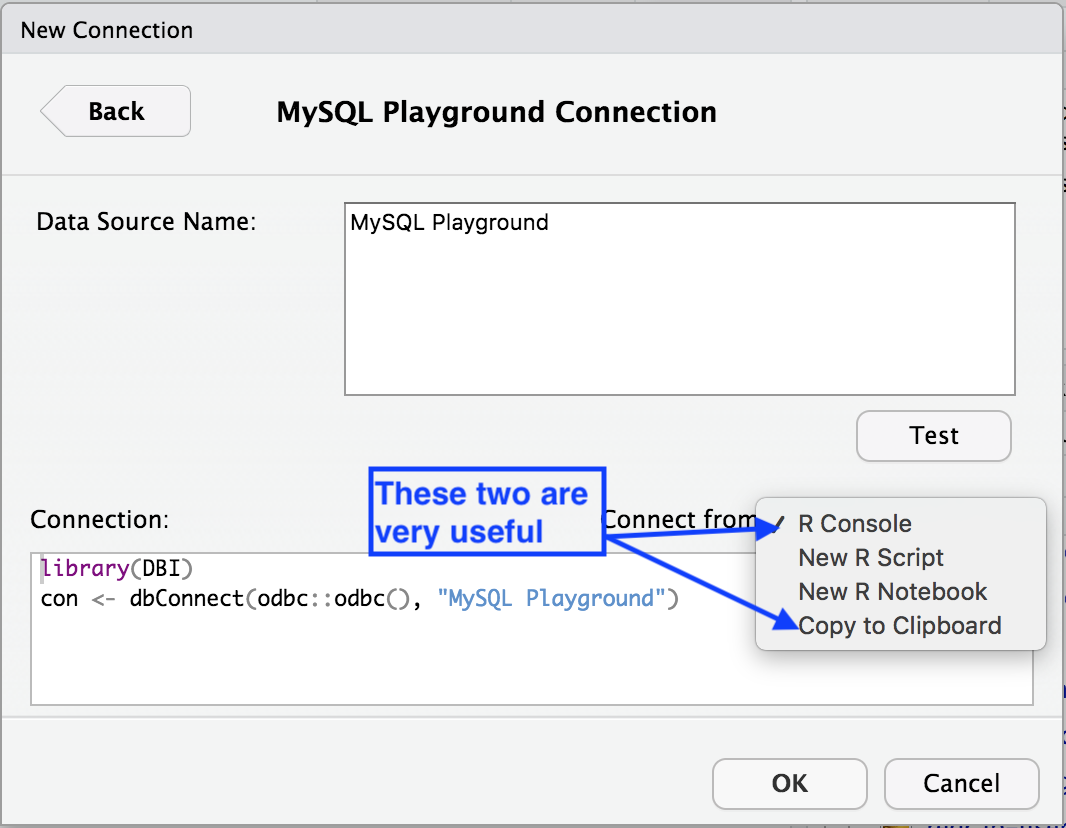 New Connection
Back
MySQL Playground Connection
Data Source Name:
MySQL Playground
Test
These two are
very useful
Connection:
Connect from
✓ R Console
New R Script
New R Notebook
Copy to Clipboard
library(DBI)
con <- dbConnect(odbc::odbc(), "MySQL Playground")
OK
Cancel